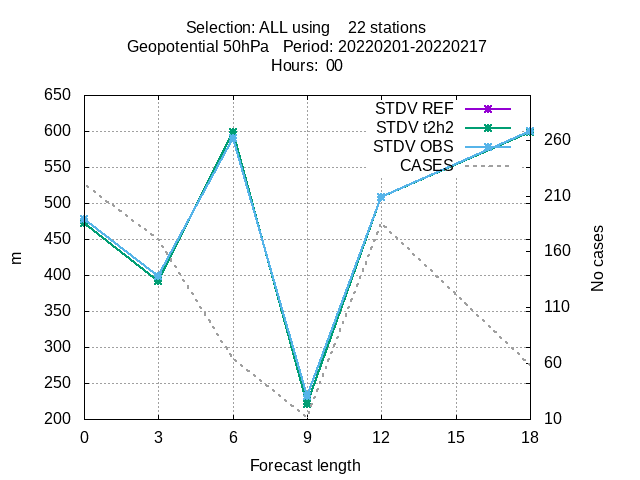 Selection: ALL using 22 stations
Geopotential 50hPa Period: 20220201-20220217
Hours: 00
650
600
550
500
450
400
350
300
250
200
m
STDV REF
STDV t2h2
STDV OBS
CASES
260
210
160
110
60
10
No cases
0 3 6 9 12 15 18
Forecast length